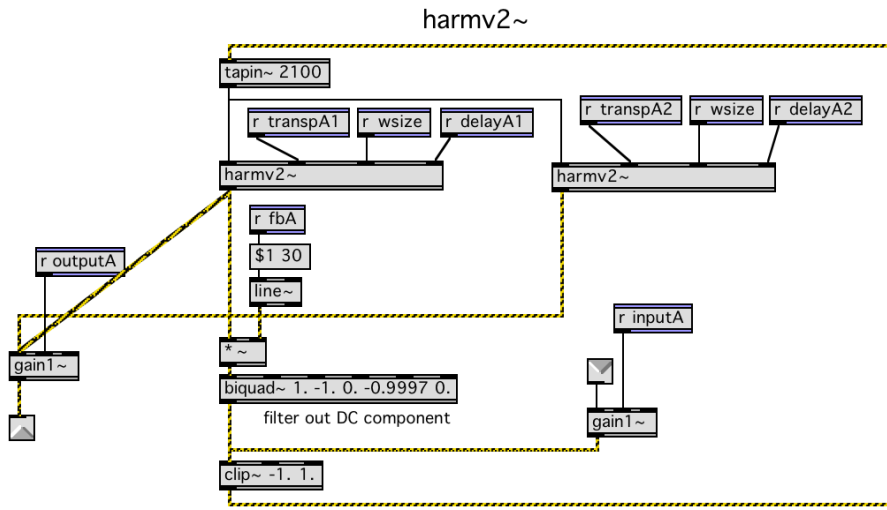 harmv2~
tapin~ 2100
r transpA1
r wsize
r delayA1
r transpA2
r wsize
r delayA2
harmv2~
harmv2~
r fbA
r outputA
$1 30
line~
r inputA
*~
gain1~
biquad~ 1. -1. 0. -0.9997 0.
filter out DC component
gain1~
clip~ -1. 1.